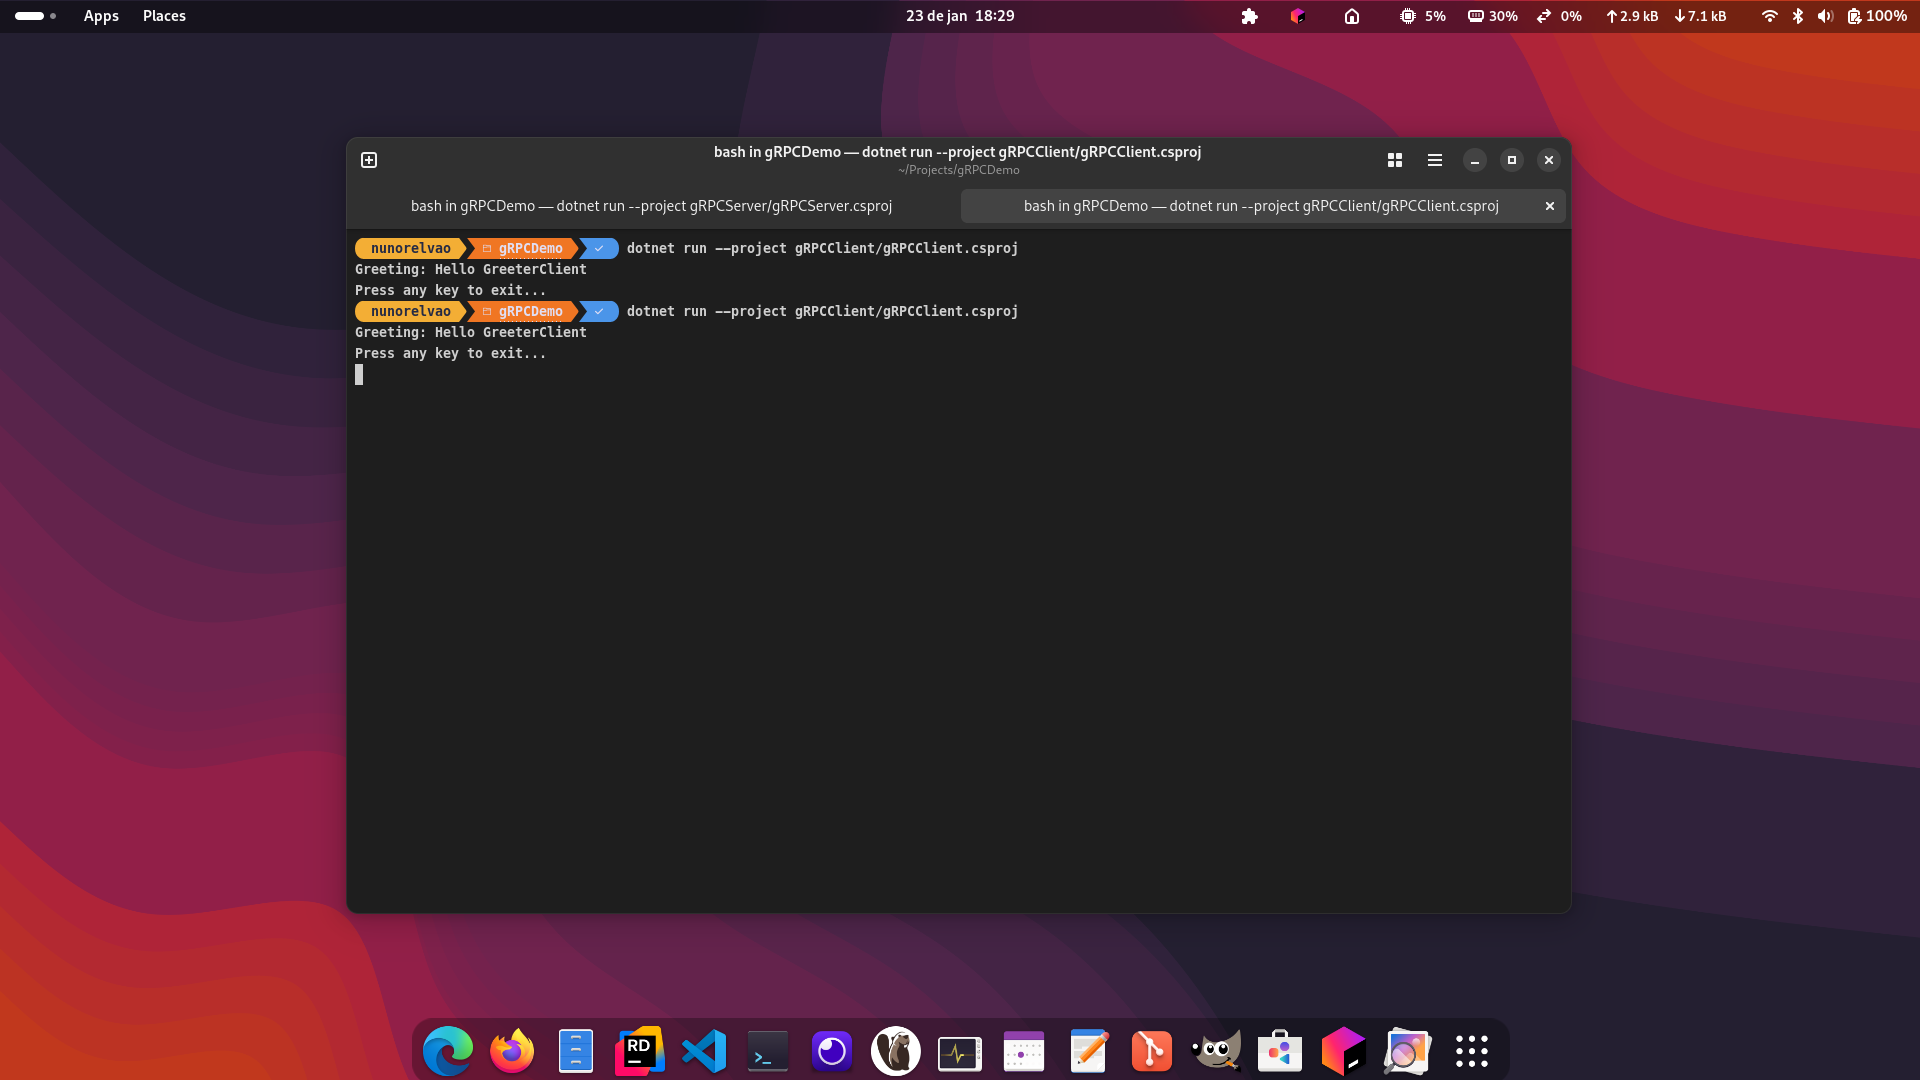 Apps Places 23 de jan 18:29 5% 30% 0% 2.9 kB 7.1 kB 100%
bash in gRPCDemo — dotnet run --project gRPCClient/gRPCClient.csproj
~/Projects/gRPCDemo
bash in gRPCDemo — dotnet run --project gRPCServer/gRPCServer.csproj bash in gRPCDemo — dotnet run --project gRPCClient/gRPCClient.csproj
nunorelvao gRPCDemo dotnet run --project gRPCClient/gRPCClient.csproj
Greeting: Hello GreeterClient
Press any key to exit...
nunorelvao gRPCDemo dotnet run --project gRPCClient/gRPCClient.csproj
Greeting: Hello GreeterClient
Press any key to exit...
RD